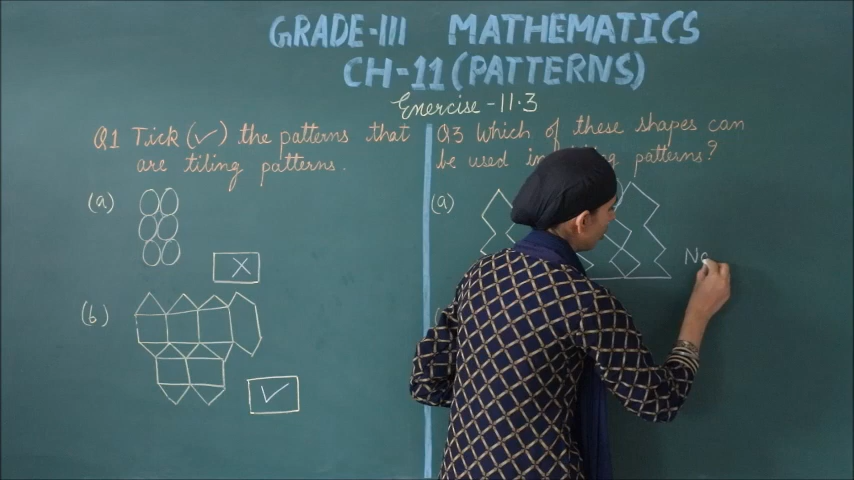 GRADE-III MATHEMATICS
CH-11 (PATTERNS)
Exercise -11.3
Q1 Tick (✓) the patterns that
are tiling patterns.
(a)
X
(b)
✓
Q3 Which of these shapes can
be used in patterns?
(a)
No